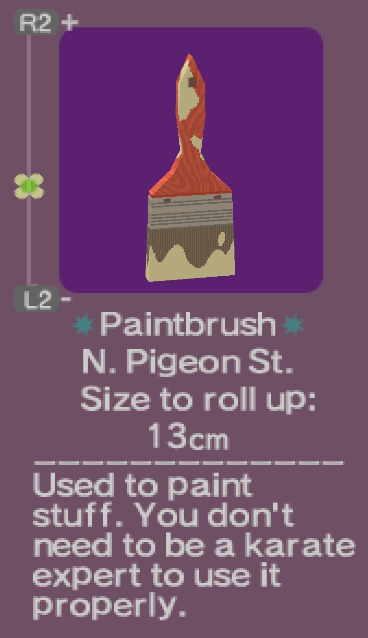 R2 +
L2 -
Paintbrush
N. Pigeon St.
Size to roll up:
13cm
Used to paint
stuff. You don't
need to be a karate
expert to use it
properly.